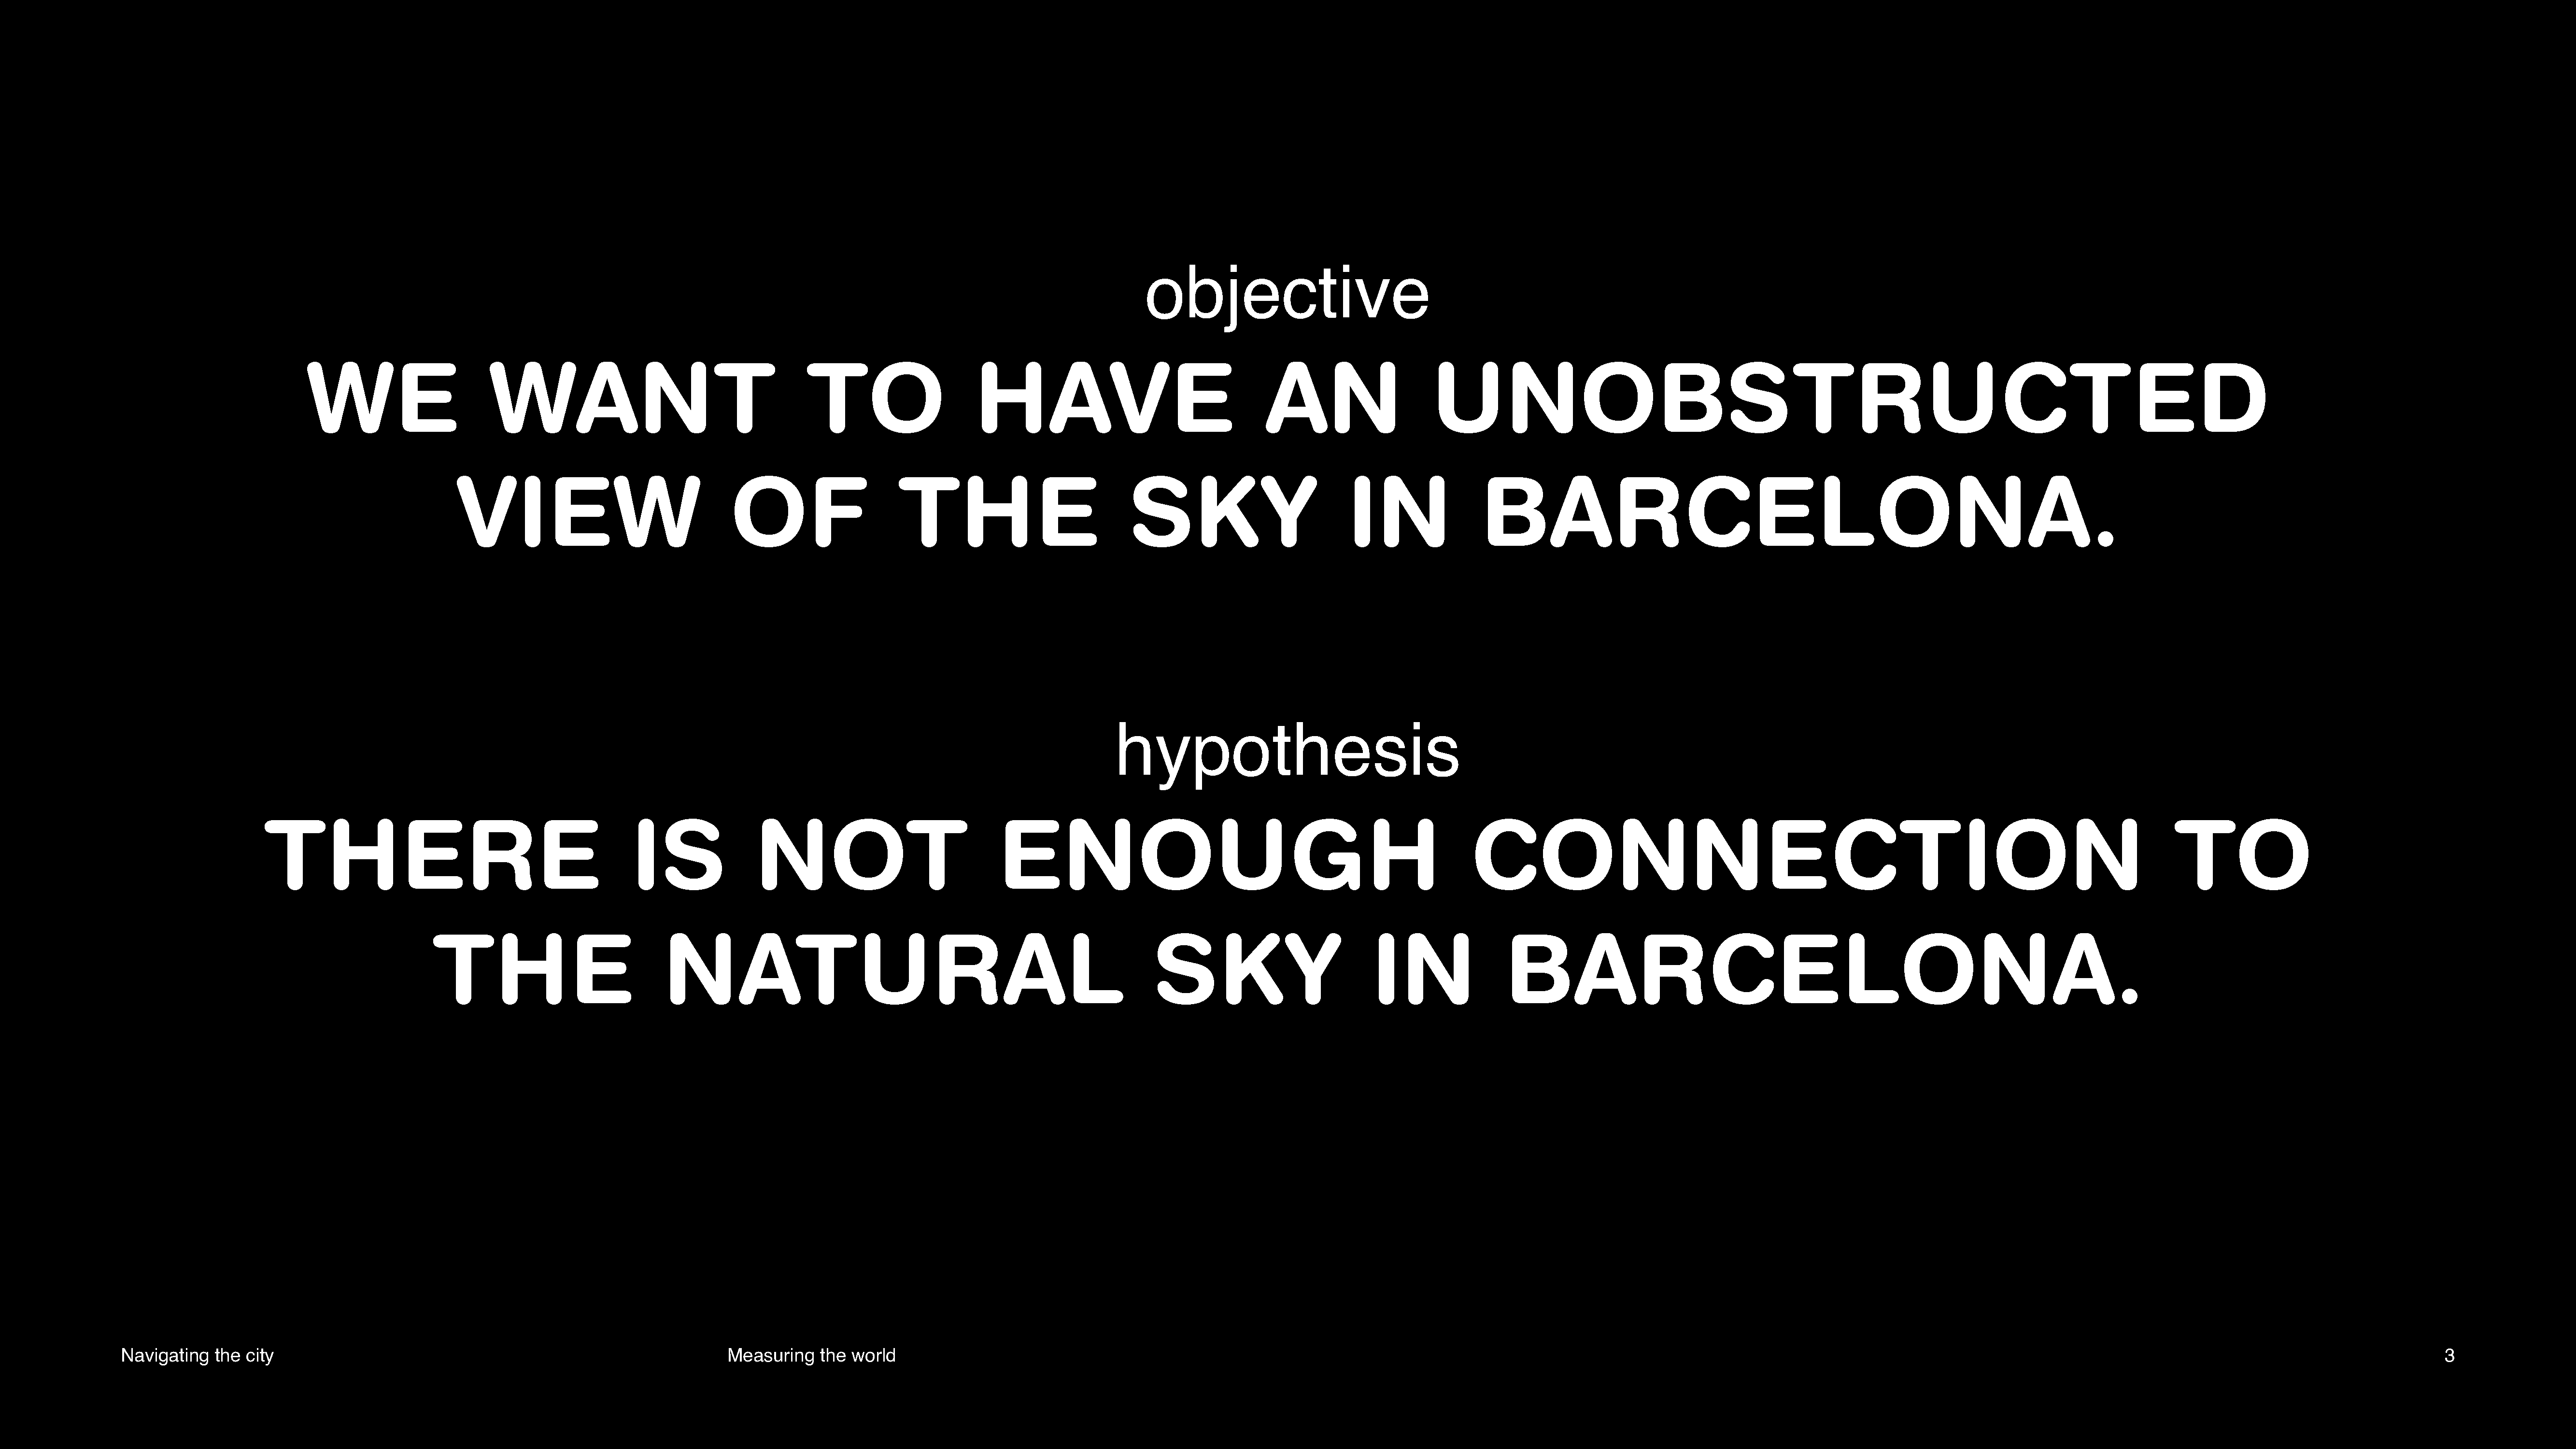 objective
WE WANT TO HAVE AN UNOBSTRUCTED
VIEW OF THE SKY IN BARCELONA.
hypothesis
THERE IS NOT ENOUGH CONNECTION TO
THE NATURAL SKY IN BARCELONA.
Navigating the city
Measuring the world
3